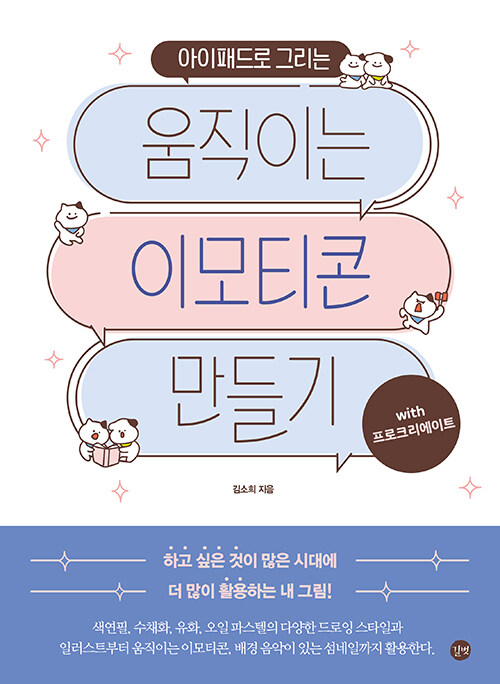 아이패드로 그리는
움직이는
이모티콘
만들기
with
프로크리에이트
김소희 지음
하고 싶은 것이 많은 시대에
더 많이 활용하는 내 그림!
색연필, 수채화, 유화, 오일 파스텔의 다양한 드로잉 스타일과
일러스트부터 움직이는 이모티콘, 배경 음악이 있는 섬네일까지 활용한다.
길벗